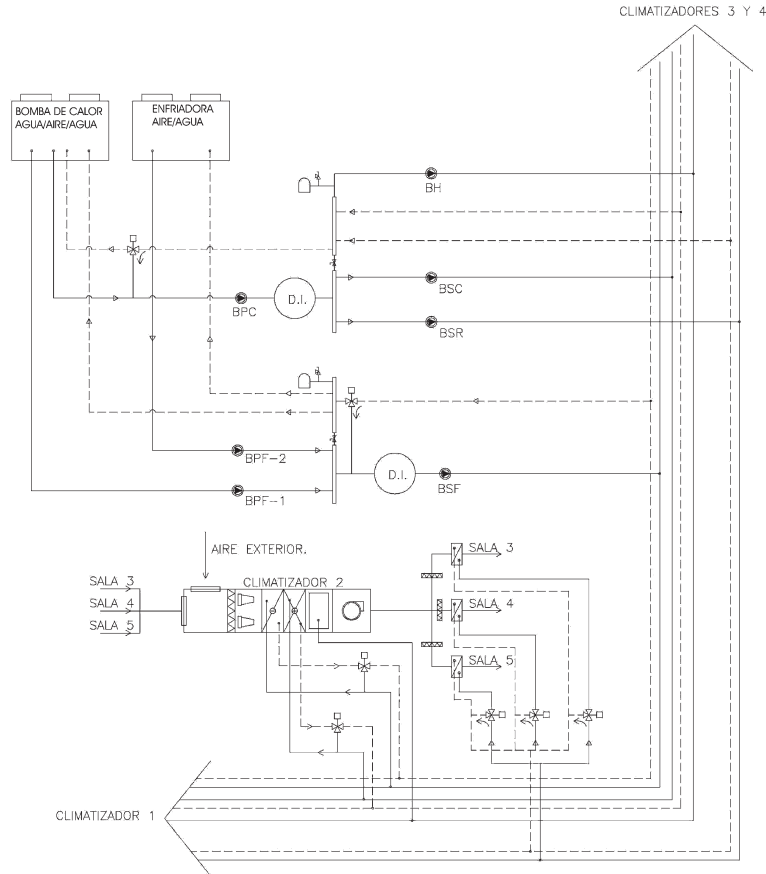 CLIMATIZADORES 3 Y 4
BOMBA DE CALOR
AGUA/AIRE/AGUA
ENFRIADORA
AIRE/AGUA
BH
BSC
BPC
D.I.
BSR
BPF-2
D.I.
BSF
BPF-1
AIRE EXTERIOR.
SALA 3
SALA 3
CLIMATIZADOR 2
SALA 4
SALA 4
SALA 5
SALA 5
CLIMATIZADOR 1